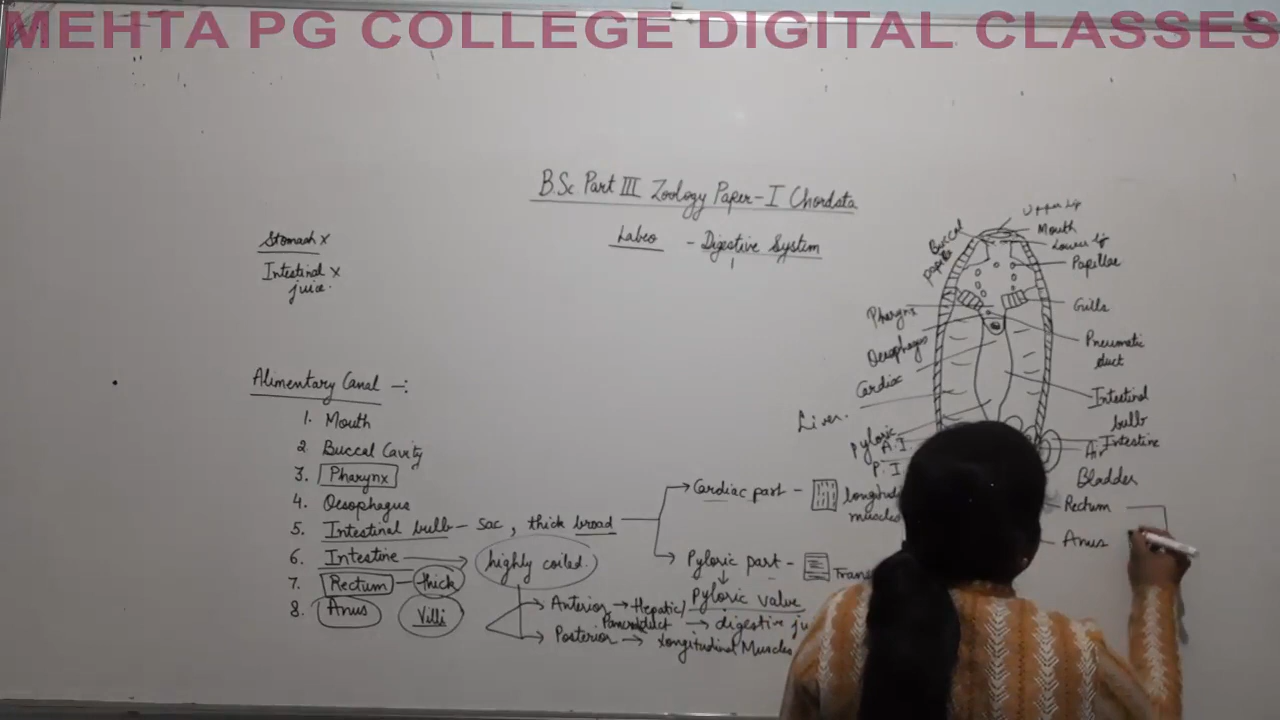 MEHTA PG COLLEGE DIGITAL CLASSES
B.Sc Part III Zoology Paper-I Chordata
Labeo - Digestive System
Stomach x
Intestinal x
juice.
Alimentary Canal -:
1. Mouth
2. Buccal Cavity
3. Pharynx
4. Oesophagus
5. Intestinal bulb - sac, thick broad
6. Intestine highly coiled.
7. Rectum - thick
8. Anus Villi
Cardiac part - longitudi
muscles
Pyloric part - Trans
Pyloric valve
Anterior → Hepatic/
duct → digestive ju
Posterior → Longitudinal Muscles
Upper lip
Mouth
Lower lip
Papillae
Buccal
papilla
Gills
Pharynx
Pneumatic
duct
Oesophagus
Cardiac
Intestinal
bulb
Liver.
Pyloric
A.I.
P.I
Intestine
Air
Bladder
Rectum
Anus